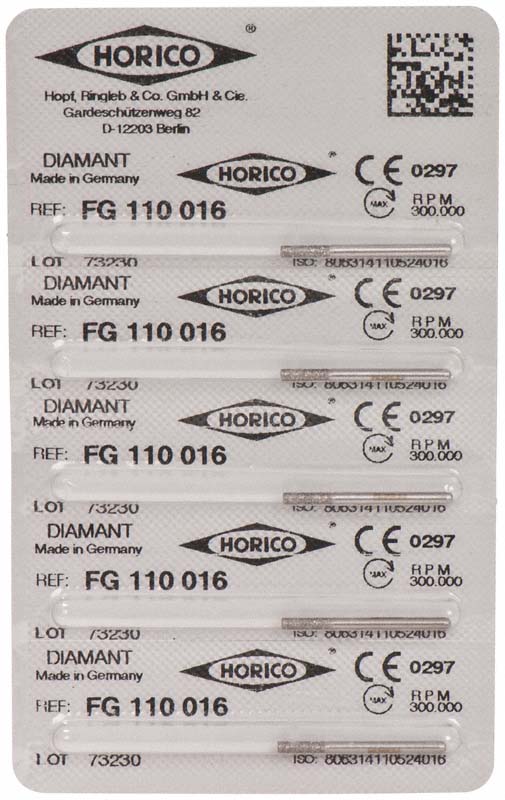 HORICO ®
Hopf, Ringleb & Co. GmbH & Cie.
Gardeschützenweg 82
D-12203 Berlin
DIAMANT HORICO ® CE 0297
Made in Germany
REF: FG 110 016 MAX RPM 300.000
LOT 73230 ISO: 806314110524016
DIAMANT HORICO ® CE 0297
Made in Germany
REF: FG 110 016 MAX RPM 300.000
LOT 73230 ISO: 806314110524016
DIAMANT HORICO ® CE 0297
Made in Germany
REF: FG 110 016 MAX RPM 300.000
LOT 73230 ISO: 806314110524016
DIAMANT HORICO ® CE 0297
Made in Germany
REF: FG 110 016 MAX RPM 300.000
LOT 73230 ISO: 806314110524016
DIAMANT HORICO ® CE 0297
Made in Germany
REF: FG 110 016 MAX RPM 300.000
LOT 73230 ISO: 806314110524016